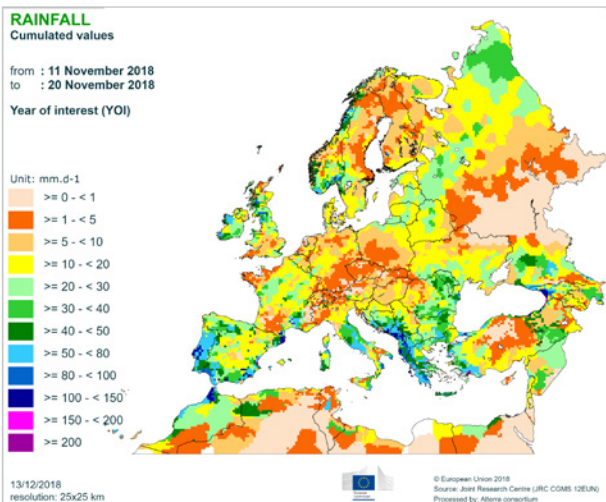 RAINFALL
Cumulated values
from : 11 November 2018
to : 20 November 2018
Year of interest (YOI)
Unit: mm.d-1
>= 0 - < 1
>= 1 - < 5
>= 5 - < 10
>= 10 - < 20
>= 20 - < 30
>= 30 - < 40
>= 40 - < 50
>= 50 - < 80
>= 80 - < 100
>= 100 - < 150
>= 150 - < 200
>= 200
13/12/2018
resolution: 25x25 km
© European Union 2018
Source: Joint Research Centre (JRC CGMS 12EUN)
Processed by: Alterra consortium